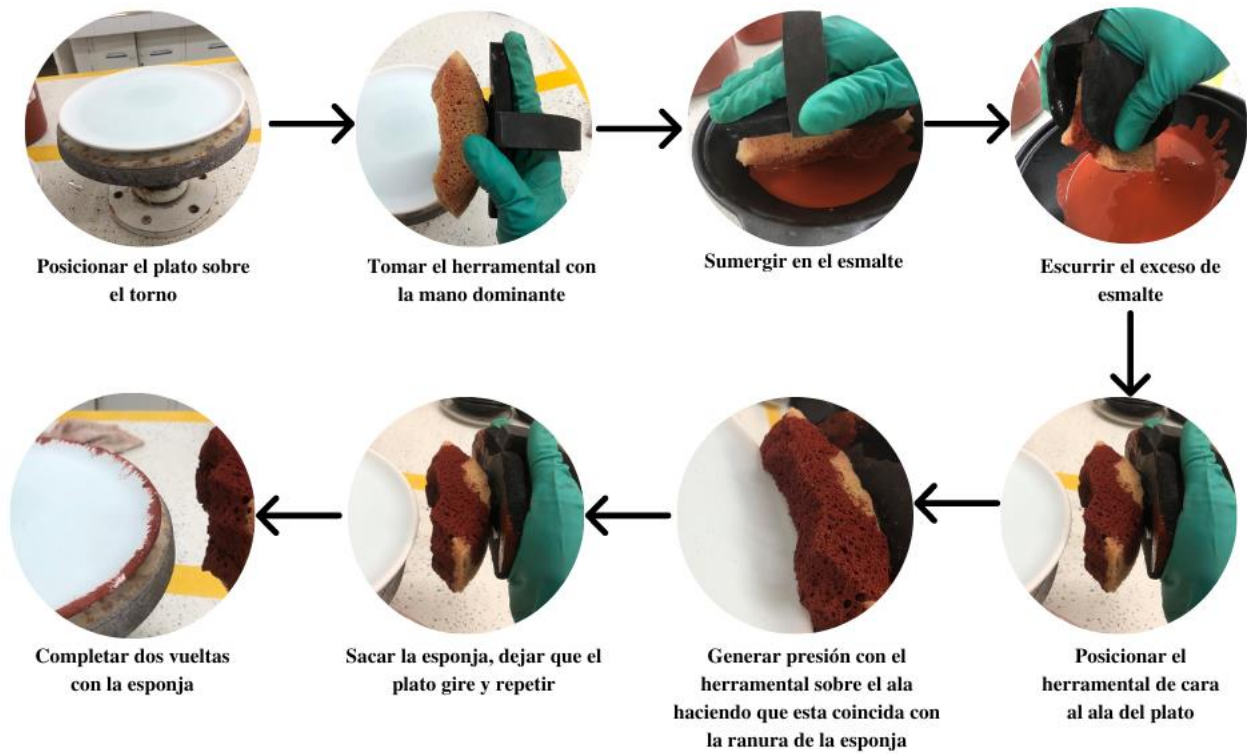 Posicionar el plato sobre
el torno
Tomar el herramental con
la mano dominante
Sumergir en el esmalte
Escurrir el exceso de
esmalte
Posicionar el
herramental de cara
al ala del plato
Generar presión con el
herramental sobre el ala
haciendo que esta coincida con
la ranura de la esponja
Sacar la esponja, dejar que el
plato gire y repetir
Completar dos vueltas
con la esponja